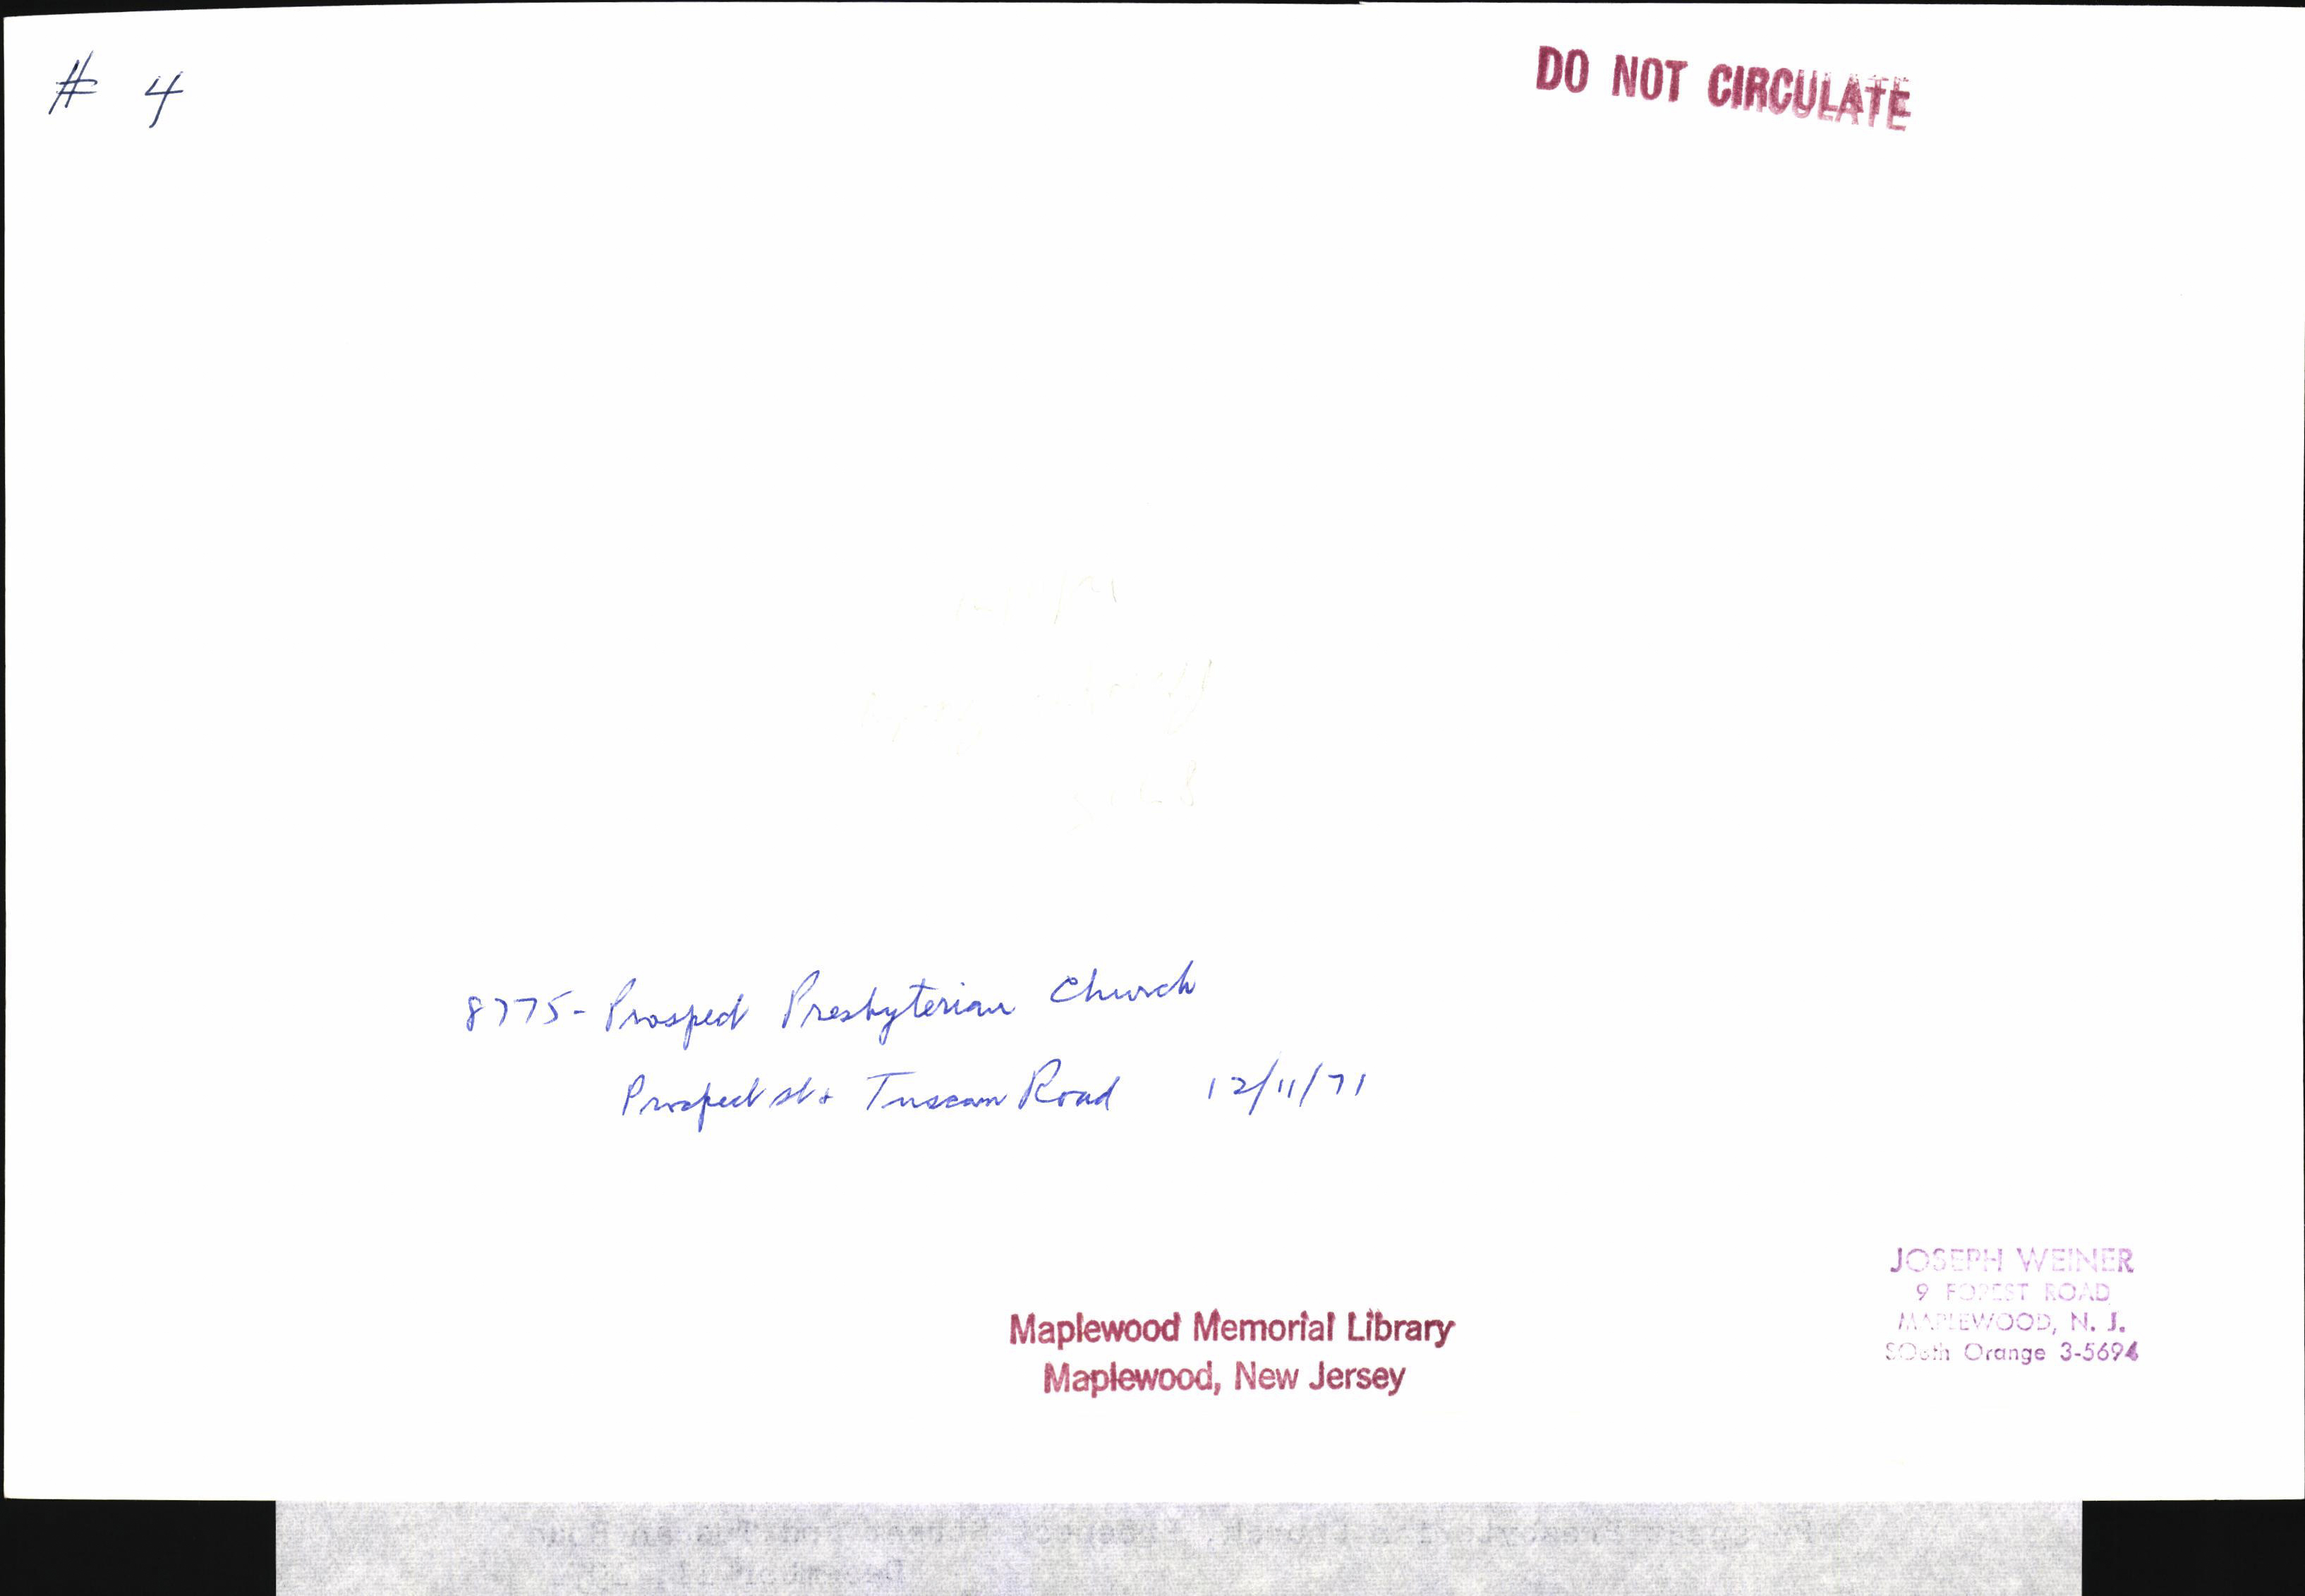 # 4
DO NOT CIRCULATE
8775- Prospect Presbyterian Church
Prospect st & Tuscan Road 12/11/71
Maplewood Memorial Library
Maplewood, New Jersey
JOSEPH WEINER
9 FOREST ROAD
MAPLEWOOD, N. J.
SOuth Orange 3-5694